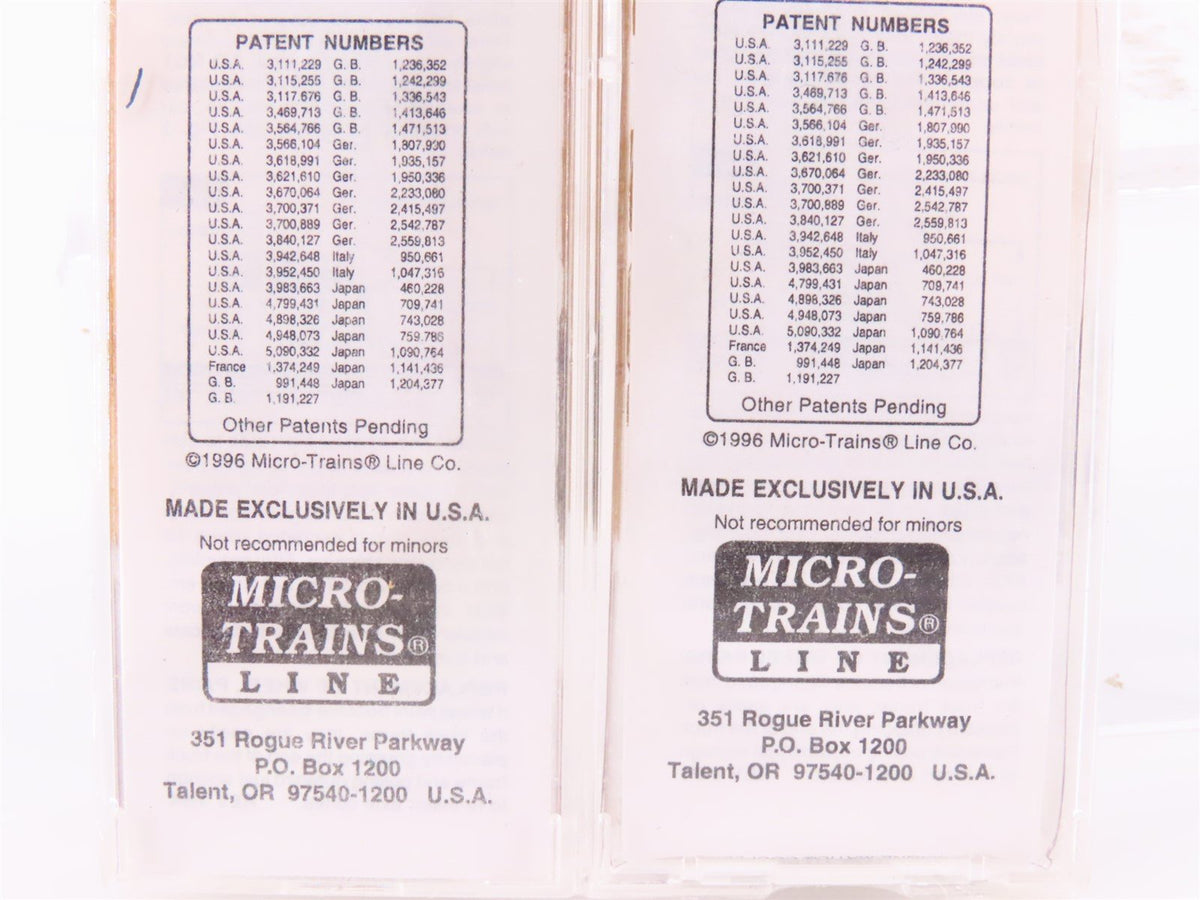 PATENT NUMBERS
U.S.A. 3,111,229 G. B. 1,236,352
U.S.A. 3,115,255 G. B. 1,242,299
U.S.A. 3,117,676 G. B. 1,336,543
U.S.A. 3,469,713 G. B. 1,413,646
U.S.A. 3,564,766 G. B. 1,471,513
U.S.A. 3,566,104 Ger. 1,807,990
U.S.A. 3,618,991 Ger. 1,935,157
U.S.A. 3,621,610 Ger. 1,950,336
U.S.A. 3,670,064 Ger. 2,233,080
U.S.A. 3,700,371 Ger. 2,415,497
U.S.A. 3,700,889 Ger. 2,542,787
U.S.A. 3,840,127 Ger. 2,559,813
U.S.A. 3,942,648 Italy 950,661
U.S.A. 3,952,450 Italy 1,047,316
U.S.A. 3,983,663 Japan 460,228
U.S.A. 4,799,431 Japan 709,741
U.S.A. 4,898,326 Japan 743,028
U.S.A. 4,948,073 Japan 759,786
U.S.A. 5,090,332 Japan 1,090,764
France 1,374,249 Japan 1,141,436
G. B. 991,448 Japan 1,204,377
G. B. 1,191,227
Other Patents Pending
©1996 Micro-Trains® Line Co.
MADE EXCLUSIVELY IN U.S.A.
Not recommended for minors
MICRO-
TRAINS®
LINE
351 Rogue River Parkway
P.O. Box 1200
Talent, OR 97540-1200 U.S.A.
PATENT NUMBERS
U.S.A. 3,111,229 G. B. 1,236,352
U.S.A. 3,115,255 G. B. 1,242,299
U.S.A. 3,117,676 G. B. 1,336,543
U.S.A. 3,469,713 G. B. 1,413,646
U.S.A. 3,564,766 G. B. 1,471,513
U.S.A. 3,566,104 Ger. 1,807,990
U.S.A. 3,618,991 Ger. 1,935,157
U.S.A. 3,621,610 Ger. 1,950,336
U.S.A. 3,670,064 Ger. 2,233,080
U.S.A. 3,700,371 Ger. 2,415,497
U.S.A. 3,700,889 Ger. 2,542,787
U.S.A. 3,840,127 Ger. 2,559,813
U.S.A. 3,942,648 Italy 950,661
U.S.A. 3,952,450 Italy 1,047,316
U.S.A. 3,983,663 Japan 460,228
U.S.A. 4,799,431 Japan 709,741
U.S.A. 4,898,326 Japan 743,028
U.S.A. 4,948,073 Japan 759,786
U.S.A. 5,090,332 Japan 1,090,764
France 1,374,249 Japan 1,141,436
G. B. 991,448 Japan 1,204,377
G. B. 1,191,227
Other Patents Pending
©1996 Micro-Trains® Line Co.
MADE EXCLUSIVELY IN U.S.A.
Not recommended for minors
MICRO-
TRAINS®
LINE
351 Rogue River Parkway
P.O. Box 1200
Talent, OR 97540-1200 U.S.A.